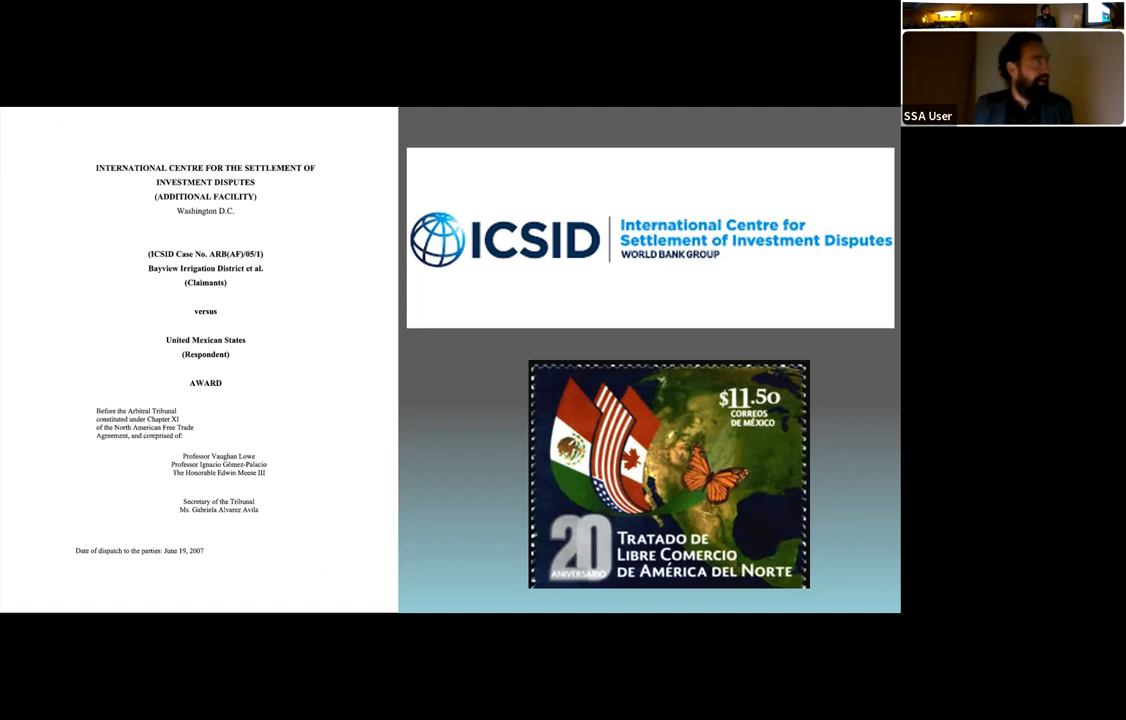 INTERNATIONAL CENTRE FOR THE SETTLEMENT OF
INVESTMENT DISPUTES
(ADDITIONAL FACILITY)
Washington D.C.
(ICSID Case No. ARB(AF)/05/1)
Bayview Irrigation District et al.
(Claimants)
versus
United Mexican States
(Respondent)
AWARD
Before the Arbitral Tribunal
constituted under Chapter XI
of the North American Free Trade
Agreement, and comprised of:
Professor Vaughan Lowe
Professor Ignacio Gómez-Palacio
The Honorable Edwin Meese III
Secretary of the Tribunal
Ms. Gabriela Alvarez Avila
Date of dispatch to the parties: June 19, 2007
ICSID
International Centre for
Settlement of Investment Disputes
WORLD BANK GROUP
$11.50
CORREOS
DE MÉXICO
20
ANIVERSARIO
TRATADO DE
LIBRE COMERCIO
DE AMÉRICA DEL NORTE
SSA User